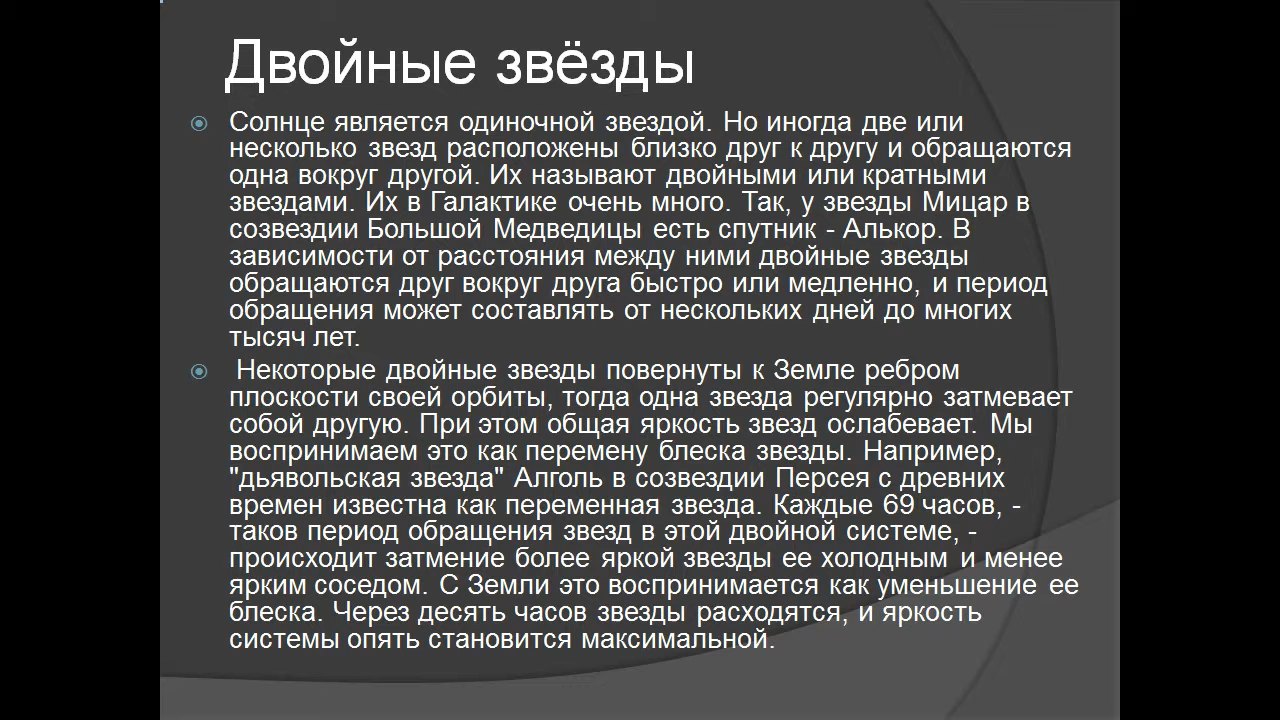 Двойные звёзды
Солнце является одиночной звездой. Но иногда две или
несколько звезд расположены близко друг к другу и обращаются
одна вокруг другой. Их называют двойными или кратными
звездами. Их в Галактике очень много. Так, у звезды Мицар в
созвездии Большой Медведицы есть спутник - Алькор. В
зависимости от расстояния между ними двойные звезды
обращаются друг вокруг друга быстро или медленно, и период
обращения может составлять от нескольких дней до многих
тысяч лет.
Некоторые двойные звезды повернуты к Земле ребром
плоскости своей орбиты, тогда одна звезда регулярно затмевает
собой другую. При этом общая яркость звезд ослабевает. Мы
воспринимаем это как перемену блеска звезды. Например,
"дьявольская звезда" Алголь в созвездии Персея с древних
времен известна как переменная звезда. Каждые 69 часов, -
таков период обращения звезд в этой двойной системе, -
происходит затмение более яркой звезды ее холодным и менее
ярким соседом. С Земли это воспринимается как уменьшение ее
блеска. Через десять часов звезды расходятся, и яркость
системы опять становится максимальной.